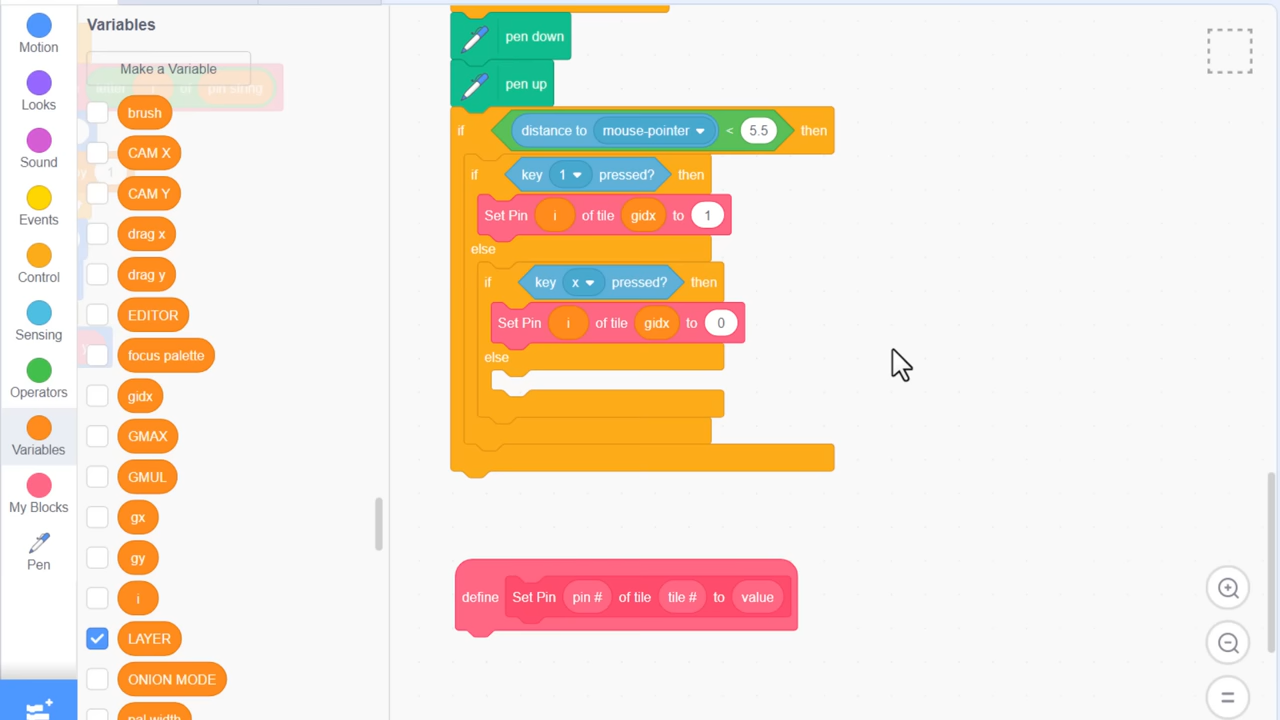 Motion
Looks
Sound
Events
Control
Sensing
Operators
Variables
My Blocks
Pen
Variables
Make a Variable
brush
CAM X
CAM Y
drag x
drag y
EDITOR
focus palette
gidx
GMAX
GMUL
gx
gy
i
LAYER
ONION MODE
pal width
pen down
pen up
if distance to mouse-pointer < 5.5 then
if key 1 pressed? then
Set Pin i of tile gidx to 1
else
if key x pressed? then
Set Pin i of tile gidx to 0
else
define Set Pin pin # of tile tile # to value